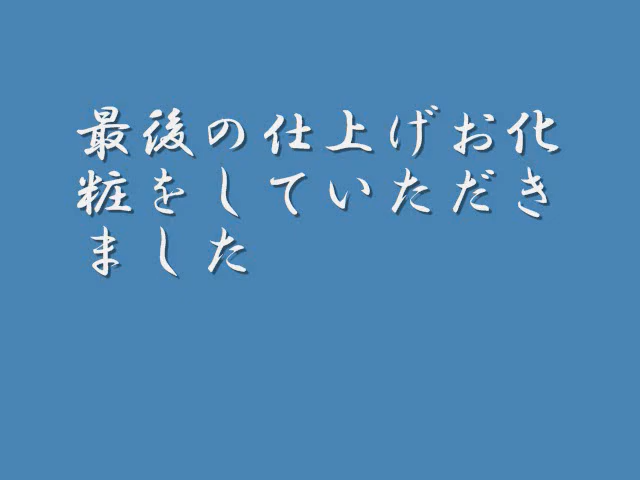 最後の仕上げお化
粧をしていただき
ました